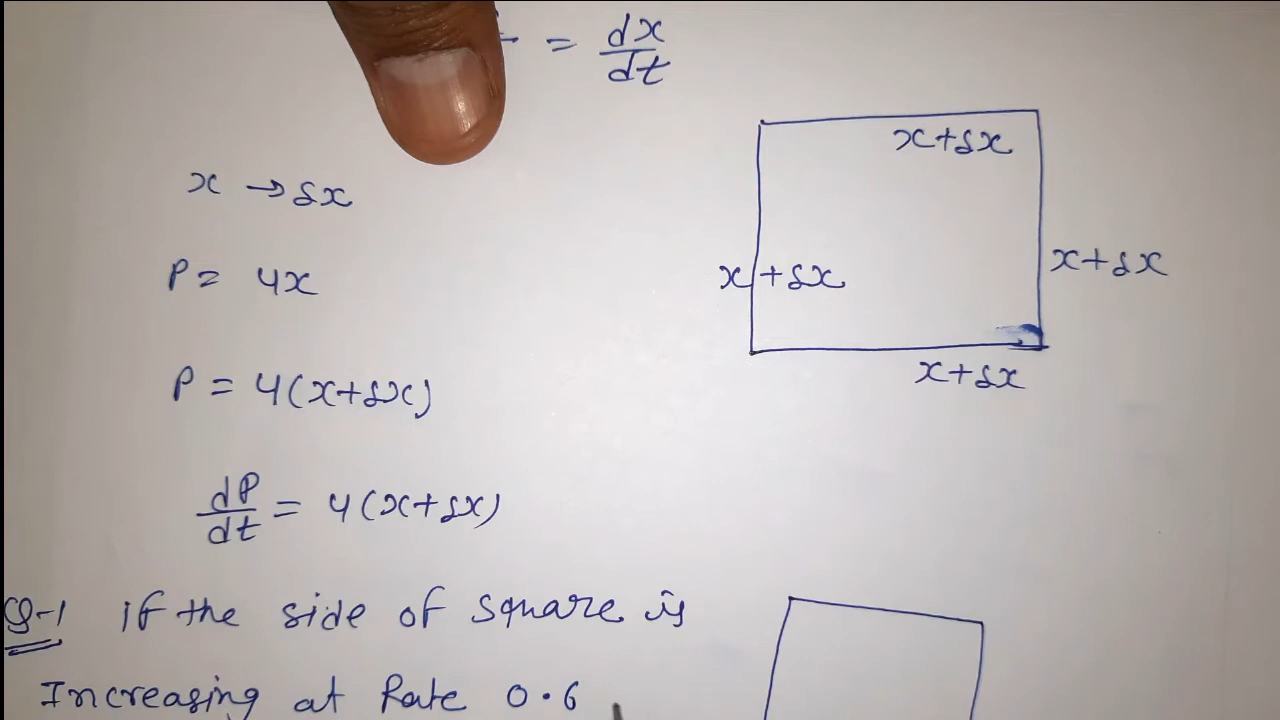 = dx/dt
x+δx
x → δx
P = 4x
x+δx
x+δx
P = 4(x+δx)
x+δx
dP/dt = 4(x+δx)
Q-1 if the side of square is
Increasing at Rate 0.6